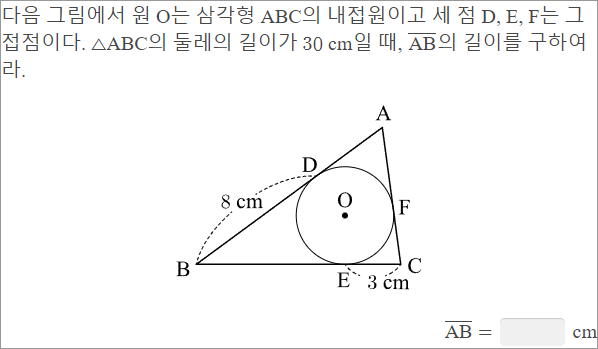 다음 그림에서 원 O는 삼각형 ABC의 내접원이고 세 점 D, E, F는 그
접점이다. △ABC의 둘레의 길이가 30 cm일 때, A̅B̅의 길이를 구하여
라.
A
D
8 cm
O
F
B
C
E
3 cm
A̅B̅ = cm